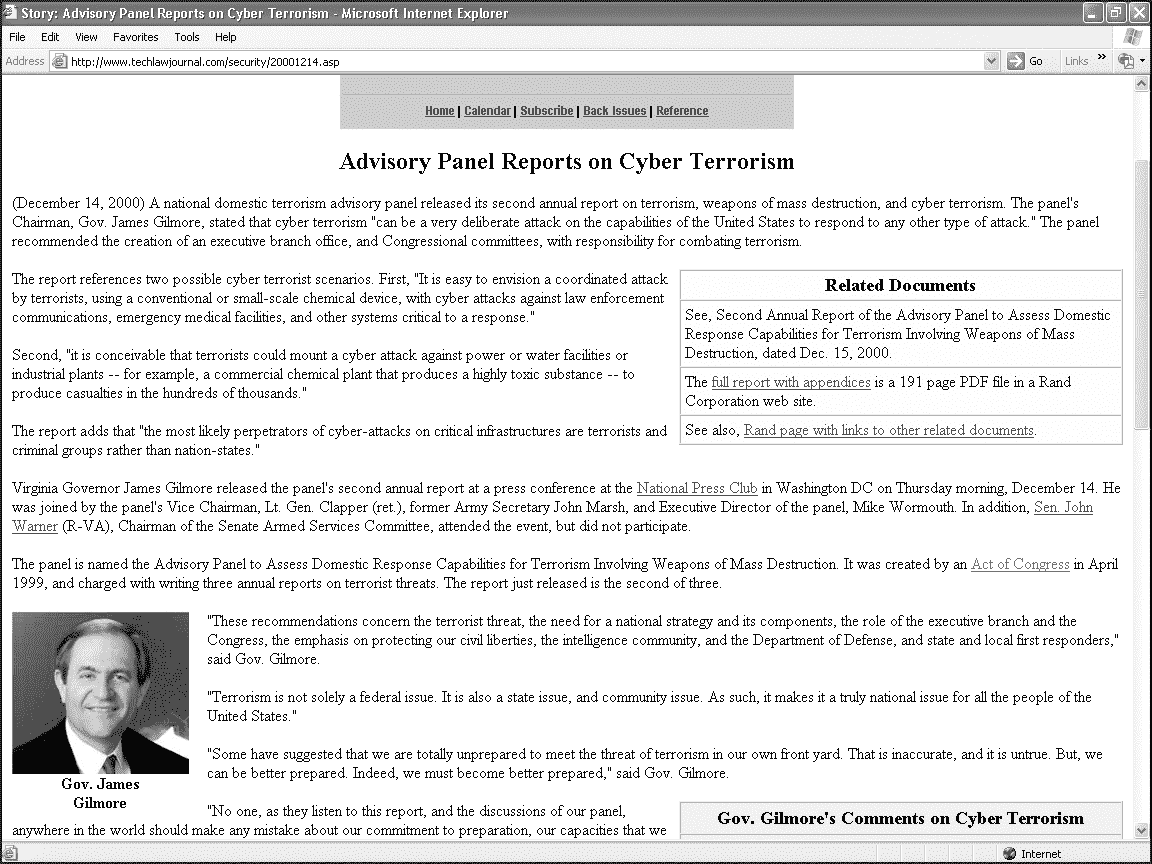 Story: Advisory Panel Reports on Cyber Terrorism - Microsoft Internet Explorer
File Edit View Favorites Tools Help
Address http://www.techlawjournal.com/security/20001214.asp Go Links »
Home | Calendar | Subscribe | Back Issues | Reference
Advisory Panel Reports on Cyber Terrorism
(December 14, 2000) A national domestic terrorism advisory panel released its second annual report on terrorism, weapons of mass destruction, and cyber terrorism. The panel's
Chairman, Gov. James Gilmore, stated that cyber terrorism "can be a very deliberate attack on the capabilities of the United States to respond to any other type of attack." The panel
recommended the creation of an executive branch office, and Congressional committees, with responsibility for combating terrorism.
The report references two possible cyber terrorist scenarios. First, "It is easy to envision a coordinated attack
by terrorists, using a conventional or small-scale chemical device, with cyber attacks against law enforcement
communications, emergency medical facilities, and other systems critical to a response."
Second, "it is conceivable that terrorists could mount a cyber attack against power or water facilities or
industrial plants -- for example, a commercial chemical plant that produces a highly toxic substance -- to
produce casualties in the hundreds of thousands."
The report adds that "the most likely perpetrators of cyber-attacks on critical infrastructures are terrorists and
criminal groups rather than nation-states."
Related Documents
See, Second Annual Report of the Advisory Panel to Assess Domestic
Response Capabilities for Terrorism Involving Weapons of Mass
Destruction, dated Dec. 15, 2000.
The full report with appendices is a 191 page PDF file in a Rand
Corporation web site.
See also, Rand page with links to other related documents.
Virginia Governor James Gilmore released the panel's second annual report at a press conference at the National Press Club in Washington DC on Thursday morning, December 14. He
was joined by the panel's Vice Chairman, Lt. Gen. Clapper (ret.), former Army Secretary John Marsh, and Executive Director of the panel, Mike Wormouth. In addition, Sen. John
Warner (R-VA), Chairman of the Senate Armed Services Committee, attended the event, but did not participate.
The panel is named the Advisory Panel to Assess Domestic Response Capabilities for Terrorism Involving Weapons of Mass Destruction. It was created by an Act of Congress in April
1999, and charged with writing three annual reports on terrorist threats. The report just released is the second of three.
"These recommendations concern the terrorist threat, the need for a national strategy and its components, the role of the executive branch and the
Congress, the emphasis on protecting our civil liberties, the intelligence community, and the Department of Defense, and state and local first responders,"
said Gov. Gilmore.
"Terrorism is not solely a federal issue. It is also a state issue, and community issue. As such, it makes it a truly national issue for all the people of the
United States."
"Some have suggested that we are totally unprepared to meet the threat of terrorism in our own front yard. That is inaccurate, and it is untrue. But, we
can be better prepared. Indeed, we must become better prepared," said Gov. Gilmore.
Gov. James
Gilmore
"No one, as they listen to this report, and the discussions of our panel,
anywhere in the world should make any mistake about our commitment to preparation, our capacities that we
Gov. Gilmore's Comments on Cyber Terrorism
Internet